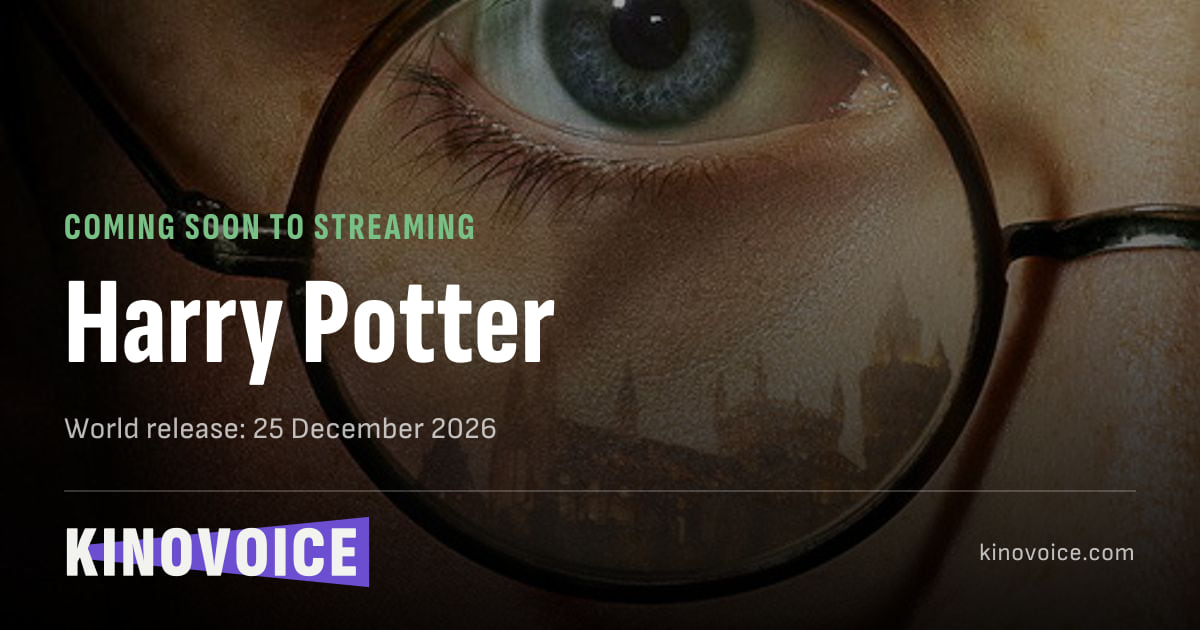 COMING SOON TO STREAMING
Harry Potter
World release: 25 December 2026
KINOVOICE
kinovoice.com